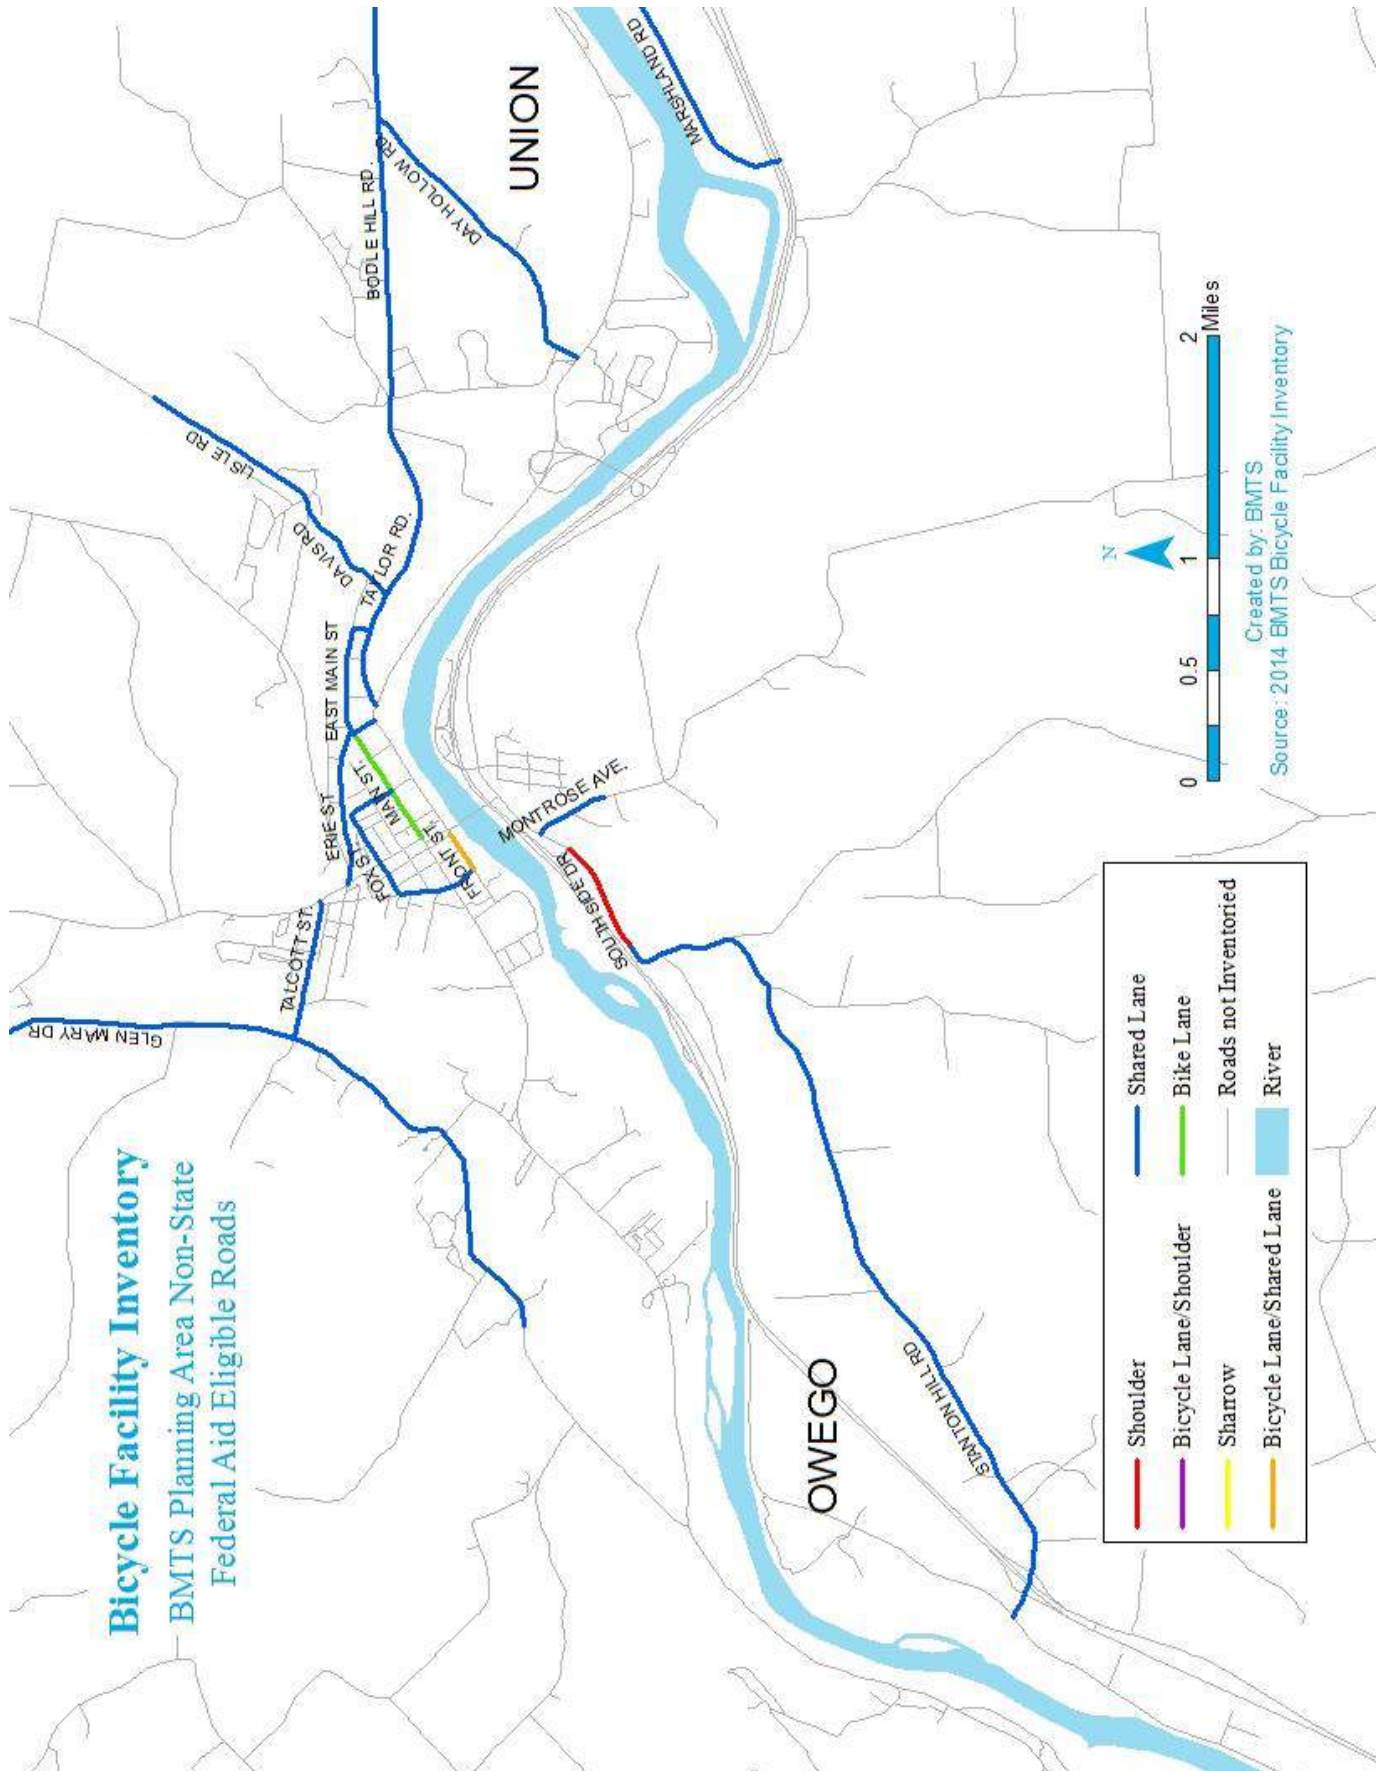 Bicycle Facility Inventory
BMTS Planning Area Non-State
Federal Aid Eligible Roads
GLEN MARY DR
TALCOTT ST.
ERIE ST
EAST MAIN ST
FOX ST.
MAIN ST.
FRONT ST.
DAVIS RD
LISLE RD
TAYLOR RD.
BODLE HILL RD.
DAY HOLLOW RD
UNION
MARSHLAND RD
MONTROSE AVE.
SOUTH SIDE DR
OWEGO
STANTON HILL RD
Shoulder
Shared Lane
Bicycle Lane/Shoulder
Bike Lane
Sharrow
Roads not Inventoried
Bicycle Lane/Shared Lane
River
N
0 0.5 1 2
Miles
Created by: BMTS
Source: 2014 BMTS Bicycle Facility Inventory